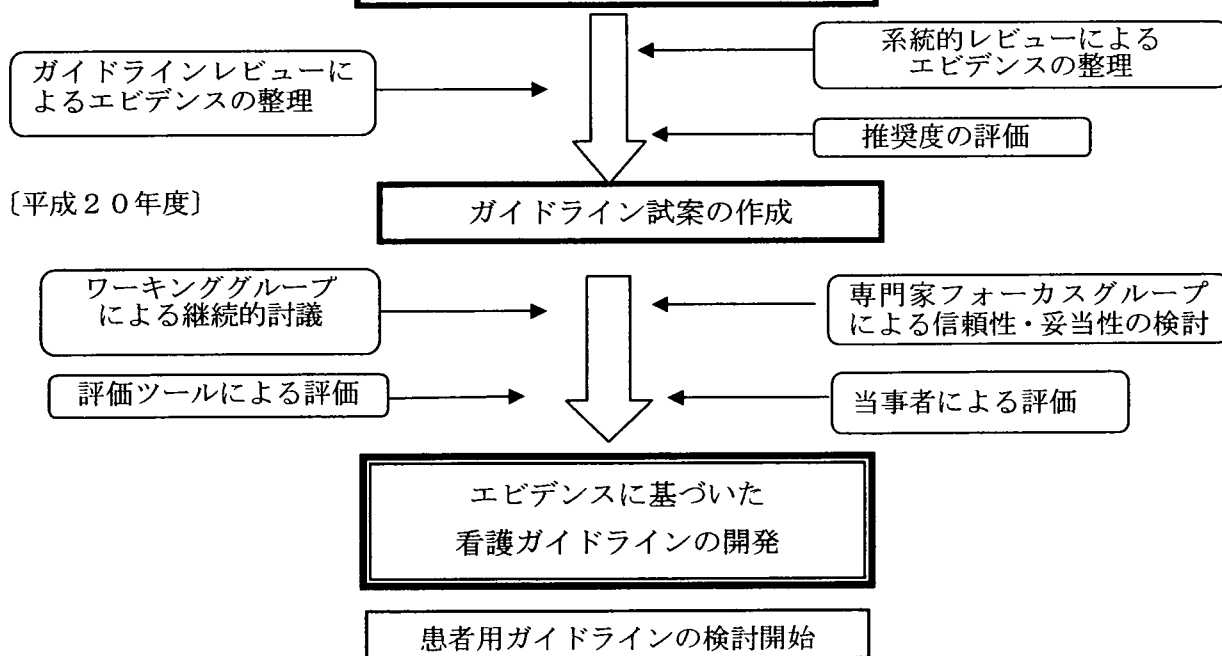 系統的レビューによる
エビデンスの整理
ガイドラインレビューに
よるエビデンスの整理
推奨度の評価
〔平成20年度〕
ガイドライン試案の作成
ワーキンググループ
による継続的討議
専門家フォーカスグループ
による信頼性・妥当性の検討
評価ツールによる評価
当事者による評価
エビデンスに基づいた
看護ガイドラインの開発
患者用ガイドラインの検討開始